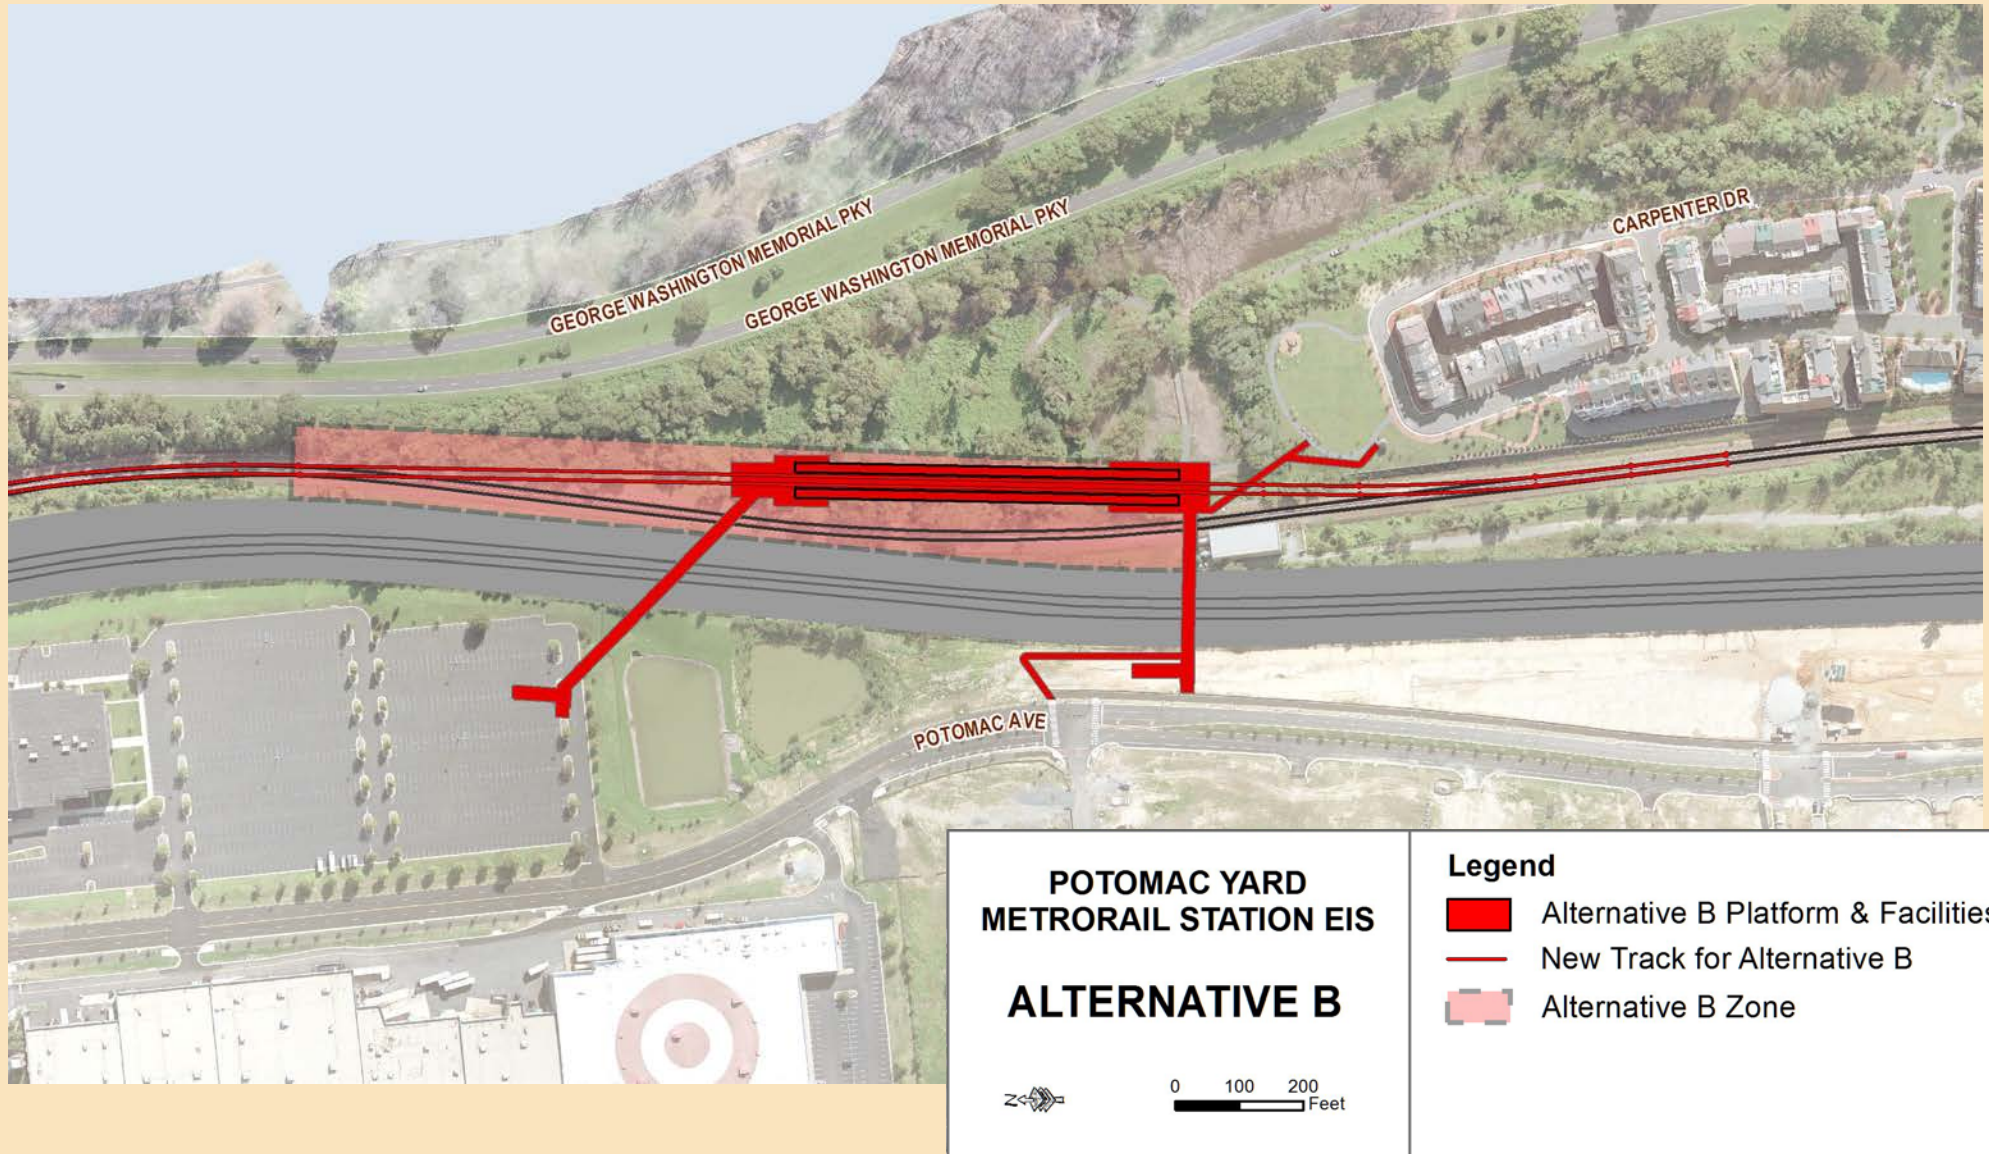 GEORGE WASHINGTON MEMORIAL PKY
GEORGE WASHINGTON MEMORIAL PKY
CARPENTER DR
POTOMAC AVE
POTOMAC YARD
METRORAIL STATION EIS
ALTERNATIVE B
N
0 100 200
Feet
Legend
Alternative B Platform & Facilities
New Track for Alternative B
Alternative B Zone